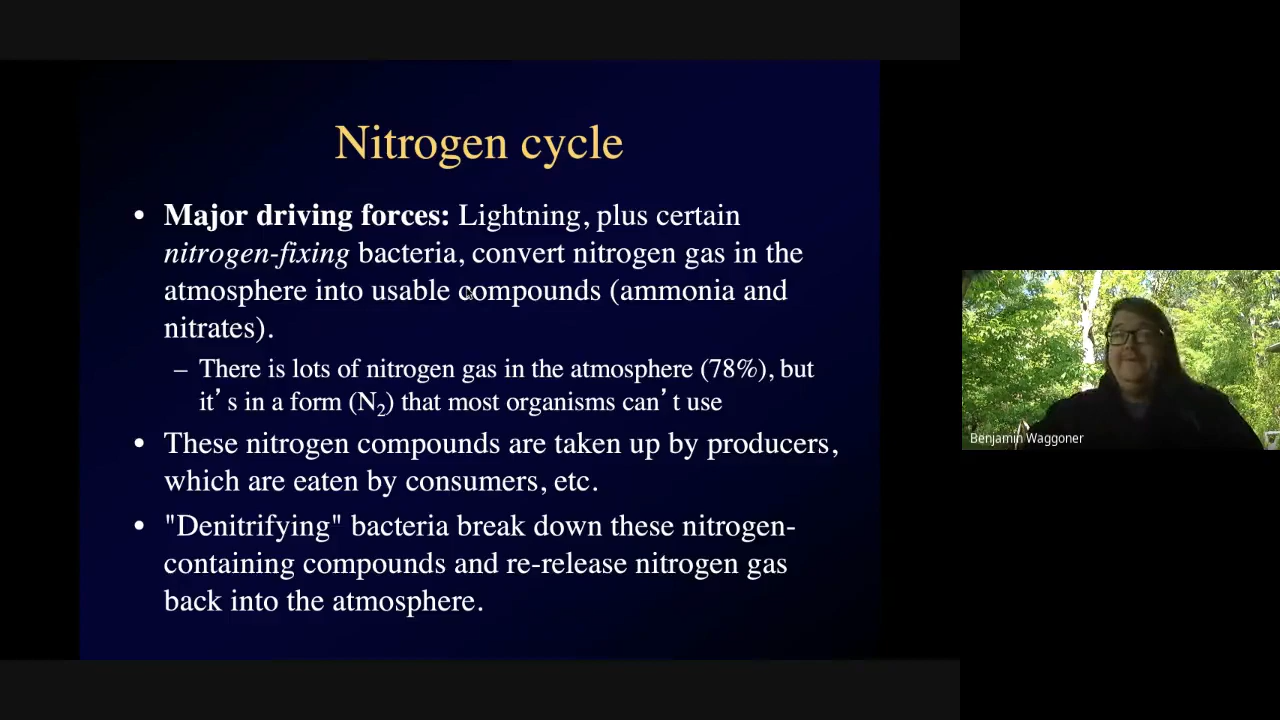 Nitrogen cycle
• Major driving forces: Lightning, plus certain
nitrogen-fixing bacteria, convert nitrogen gas in the
atmosphere into usable compounds (ammonia and
nitrates).
– There is lots of nitrogen gas in the atmosphere (78%), but
it’s in a form (N₂) that most organisms can’t use
• These nitrogen compounds are taken up by producers,
which are eaten by consumers, etc.
• "Denitrifying" bacteria break down these nitrogen-
containing compounds and re-release nitrogen gas
back into the atmosphere.
Benjamin Waggoner